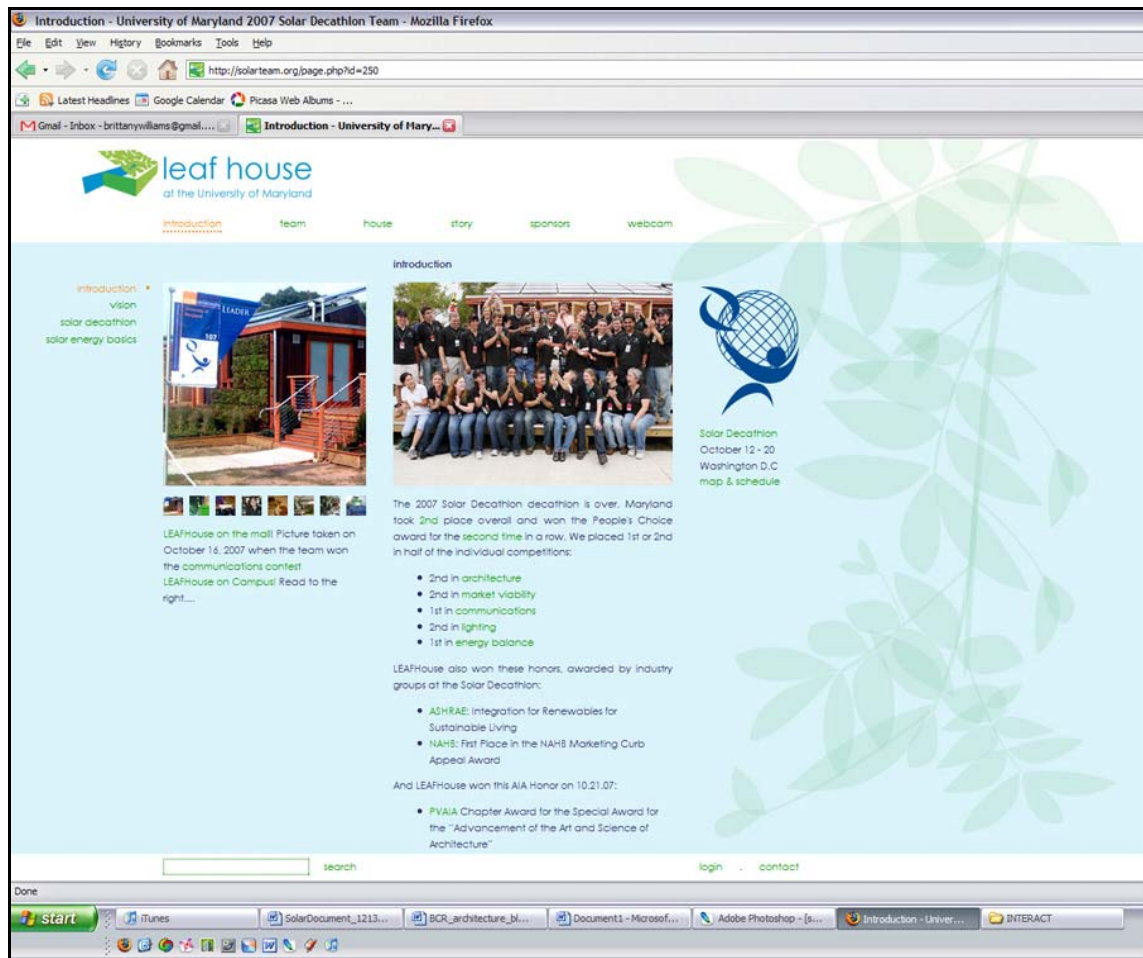 Introduction - University of Maryland 2007 Solar Decathlon Team - Mozilla Firefox
File Edit View History Bookmarks Tools Help
http://solarteam.org/page.php?id=250
Latest Headlines Google Calendar Picasa Web Albums - ...
Gmail - Inbox - brittanywilliams@gmail.... Introduction - University of Mary...
leaf house
at the University of Maryland
introduction team house story sponsors webcam
introduction
vision
solar decathlon
solar energy basics
LEADER
107
LEAFHouse on the mall! Picture taken on
October 16, 2007 when the team won
the communications contest
LEAFHouse on Campus! Read to the
right....
introduction
The 2007 Solar Decathlon decathlon is over. Maryland
took 2nd place overall and won the People's Choice
award for the second time in a row. We placed 1st or 2nd
in half of the individual competitions:
• 2nd in architecture
• 2nd in market viability
• 1st in communications
• 2nd in lighting
• 1st in energy balance
LEAFHouse also won these honors, awarded by industry
groups at the Solar Decathlon:
• ASHRAE: Integration for Renewables for
Sustainable Living
• NAHB: First Place in the NAHB Marketing Curb
Appeal Award
And LEAFHouse won this AIA Honor on 10.21.07:
• PVAIA Chapter Award for the Special Award for
the "Advancement of the Art and Science of
Architecture"
Solar Decathlon
October 12 - 20
Washington D.C
map & schedule
search login . contact
Done
start iTunes SolarDocument_1213... BCR_architecture_bl... Document1 - Microsof... Adobe Photoshop - [s... Introduction - Univer... INTERACT